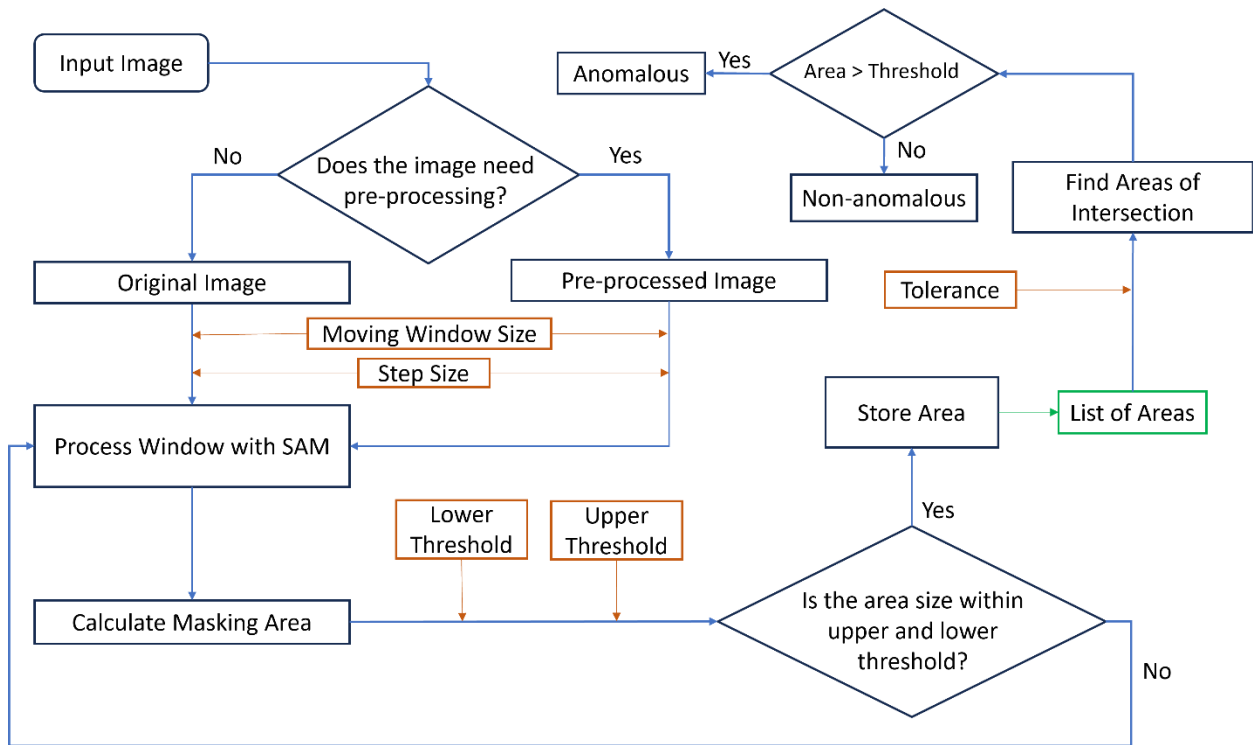 Input Image
Does the image need
pre-processing?
No
Yes
Original Image
Pre-processed Image
Moving Window Size
Step Size
Process Window with SAM
Calculate Masking Area
Lower
Threshold
Upper
Threshold
Is the area size within
upper and lower
threshold?
No
Yes
Store Area
List of Areas
Tolerance
Find Areas of
Intersection
Area > Threshold
Yes
Anomalous
No
Non-anomalous